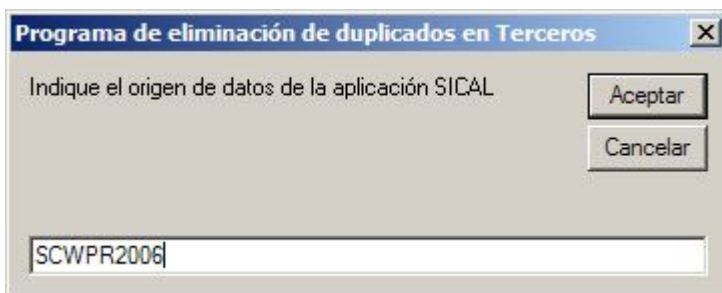 Programa de eliminación de duplicados en Terceros
Indique el origen de datos de la aplicación SICAL
Aceptar
Cancelar
SCWPR2006